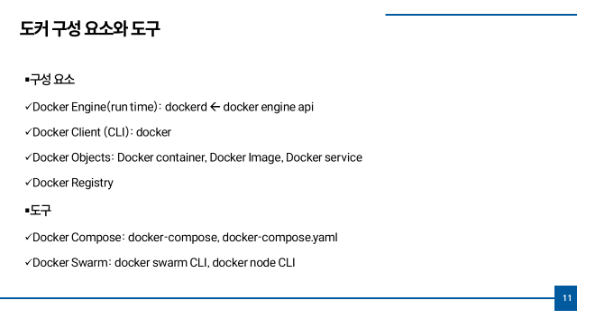 도커 구성 요소와 도구
▪구성 요소
✓Docker Engine(run time): dockerd ← docker engine api
✓Docker Client (CLI): docker
✓Docker Objects: Docker container, Docker Image, Docker service
✓Docker Registry
▪도구
✓Docker Compose: docker-compose, docker-compose.yaml
✓Docker Swarm: docker swarm CLI, docker node CLI
11